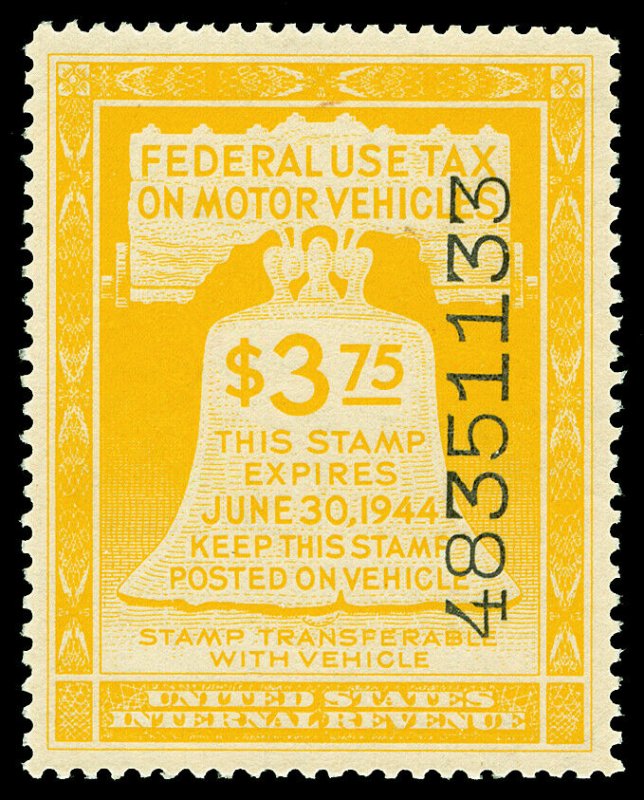 FEDERAL USE TAX
ON MOTOR VEHICLES
$3 75
THIS STAMP
EXPIRES
JUNE 30, 1944
KEEP THIS STAMP
POSTED ON VEHICLE
STAMP TRANSFERABLE
WITH VEHICLE
UNITED STATES
INTERNAL REVENUE
48351133